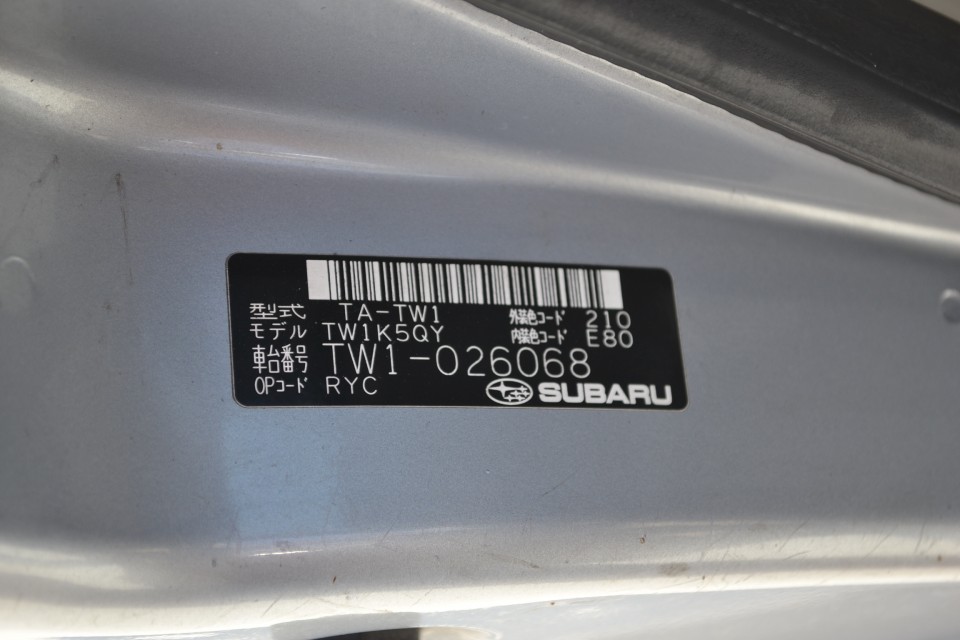 型式 TA-TW1 外装色コード 210
モデル TW1K5QY 内装色コード E80
車台番号 TW1-026068
OPコード RYC SUBARU